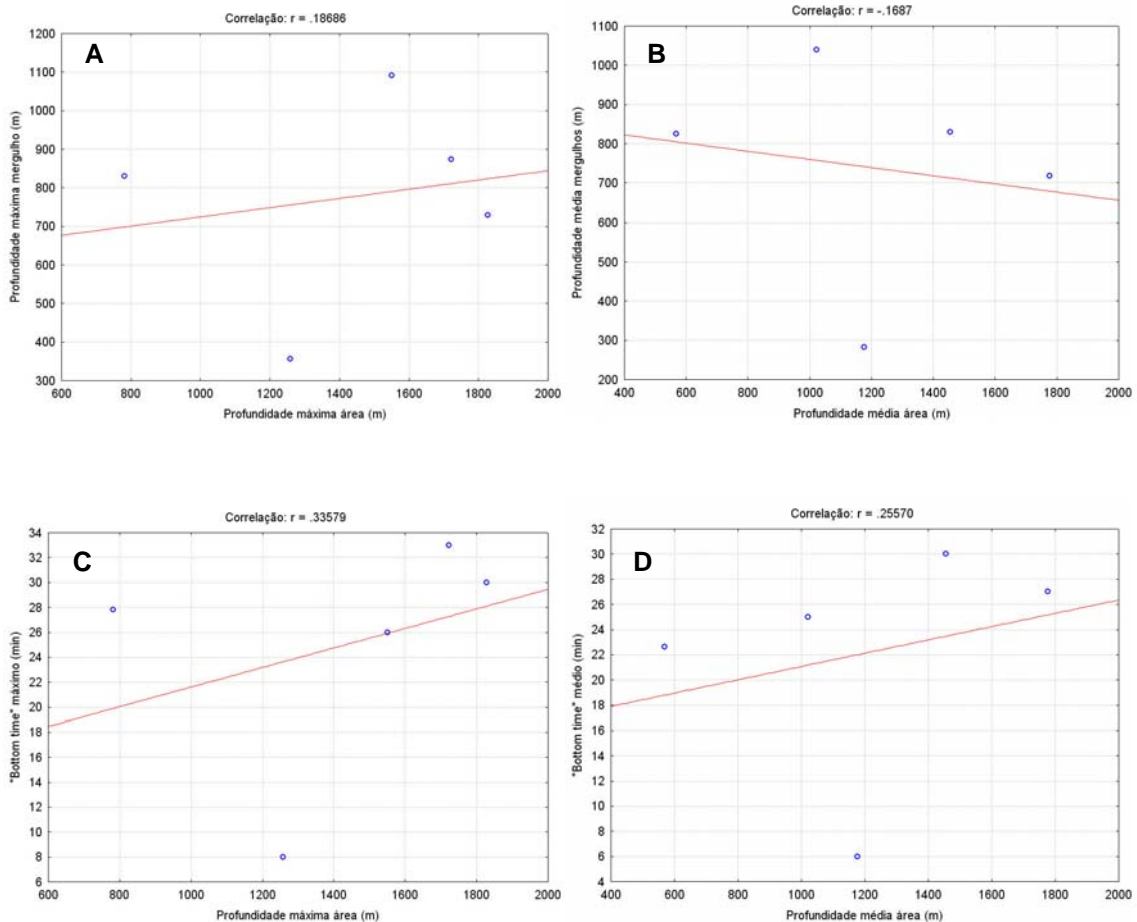 Correlação: r = .18686
A
Profundidade máxima mergulho (m)
1200
1100
1000
900
800
700
600
500
400
300
600 800 1000 1200 1400 1600 1800 2000
Profundidade máxima área (m)
Correlação: r = -.1687
B
Profundidade média mergulhos (m)
1100
1000
900
800
700
600
500
400
300
200
400 600 800 1000 1200 1400 1600 1800 2000
Profundidade média área (m)
Correlação: r = .33579
C
"Bottom time" máximo (min)
34
32
30
28
26
24
22
20
18
16
14
12
10
8
6
600 800 1000 1200 1400 1600 1800 2000
Profundidade máxima área (m)
Correlação: r = .25570
D
"Bottom time" médio (min)
32
30
28
26
24
22
20
18
16
14
12
10
8
6
4
400 600 800 1000 1200 1400 1600 1800 2000
Profundidade média área (m)